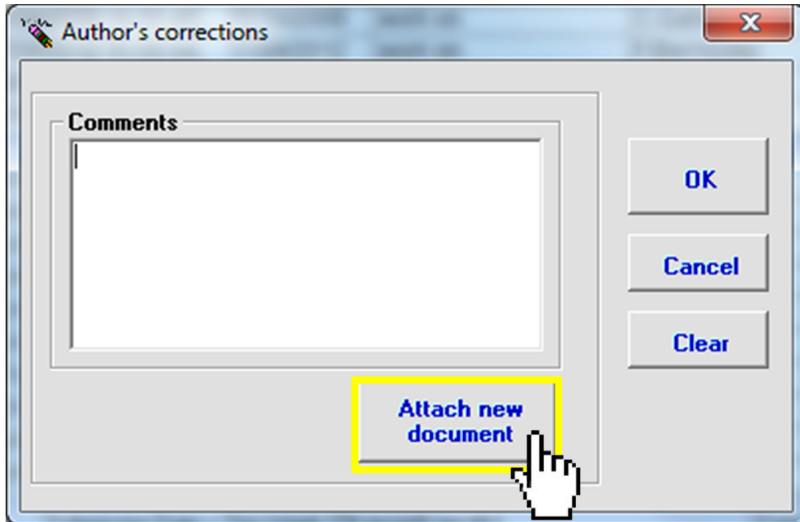 Author's corrections
Comments
OK
Cancel
Clear
Attach new
document